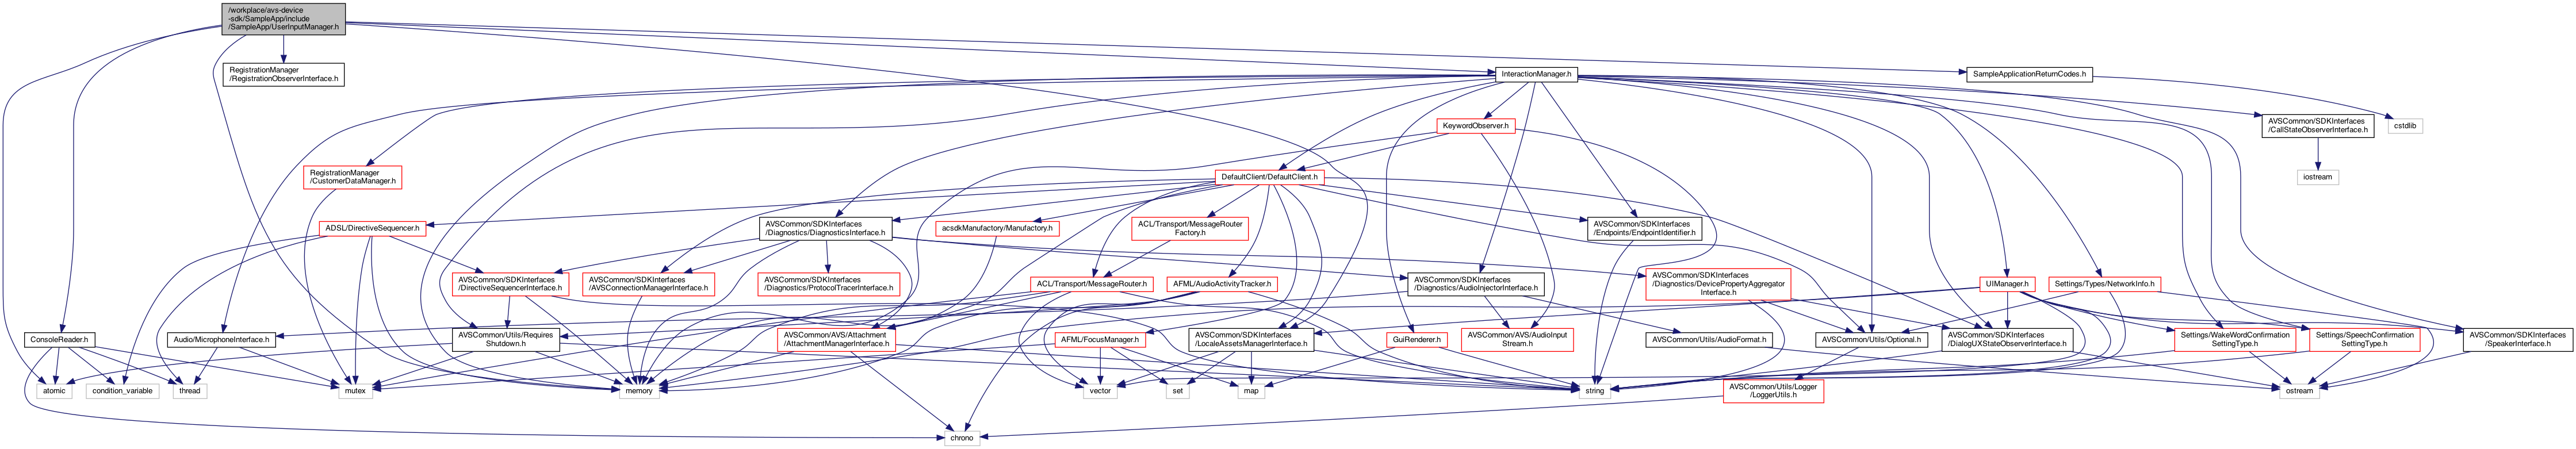 /workplace/avs-device
-sdk/SampleApp/include
/SampleApp/UserInputManager.h
RegistrationManager
/RegistrationObserverInterface.h
InteractionManager.h
SampleApplicationReturnCodes.h
KeywordObserver.h
AVSCommon/SDKInterfaces
/CallStateObserverInterface.h
cstdlib
RegistrationManager
/CustomerDataManager.h
DefaultClient/DefaultClient.h
iostream
ADSL/DirectiveSequencer.h
AVSCommon/SDKInterfaces
/Diagnostics/DiagnosticsInterface.h
acsdkManufactory/Manufactory.h
ACL/Transport/MessageRouter
Factory.h
AVSCommon/SDKInterfaces
/Endpoints/EndpointIdentifier.h
AVSCommon/SDKInterfaces
/DirectiveSequencerInterface.h
AVSCommon/SDKInterfaces
/AVSConnectionManagerInterface.h
AVSCommon/SDKInterfaces
/Diagnostics/ProtocolTracerInterface.h
ACL/Transport/MessageRouter.h
AFML/AudioActivityTracker.h
AVSCommon/SDKInterfaces
/Diagnostics/AudioInjectorInterface.h
AVSCommon/SDKInterfaces
/Diagnostics/DevicePropertyAggregator
Interface.h
UIManager.h
Settings/Types/NetworkInfo.h
ConsoleReader.h
Audio/MicrophoneInterface.h
AVSCommon/Utils/Requires
Shutdown.h
AVSCommon/AVS/Attachment
/AttachmentManagerInterface.h
AFML/FocusManager.h
AVSCommon/SDKInterfaces
/LocaleAssetsManagerInterface.h
GuiRenderer.h
AVSCommon/AVS/AudioInput
Stream.h
AVSCommon/Utils/AudioFormat.h
AVSCommon/Utils/Optional.h
AVSCommon/SDKInterfaces
/DialogUXStateObserverInterface.h
Settings/WakeWordConfirmation
SettingType.h
Settings/SpeechConfirmation
SettingType.h
AVSCommon/SDKInterfaces
/SpeakerInterface.h
atomic
condition_variable
thread
mutex
memory
vector
set
map
string
AVSCommon/Utils/Logger
/LoggerUtils.h
ostream
chrono